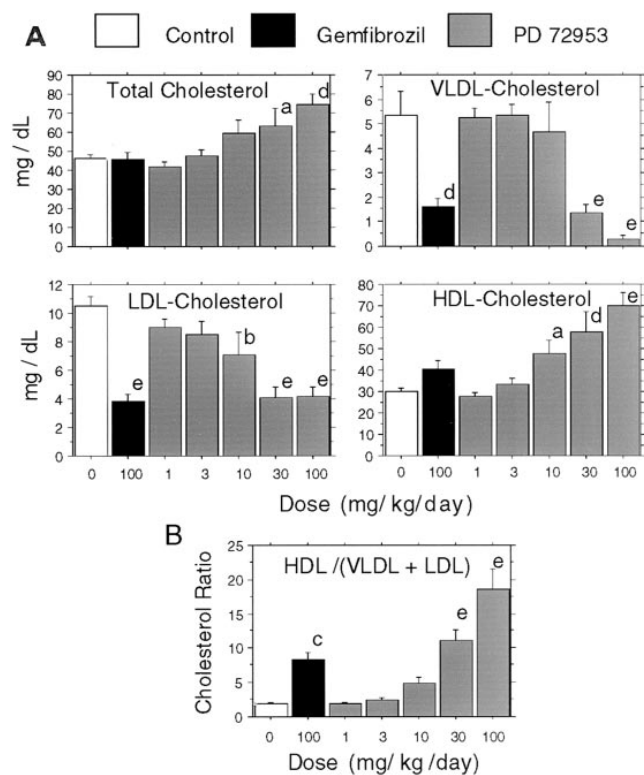 A
Control Gemfibrozil PD 72953
Total Cholesterol
mg / dL
90
80
70
60
50
40
30
20
10
0
a
d
VLDL-Cholesterol
7
6
5
4
3
2
1
0
d
e
e
LDL-Cholesterol
mg / dL
12
10
8
6
4
2
0
e
b
e
e
0 100 1 3 10 30 100
HDL-Cholesterol
80
70
60
50
40
30
20
10
0
a
d
e
0 100 1 3 10 30 100
Dose (mg/ kg/day)
B
HDL /(VLDL + LDL)
Cholesterol Ratio
25
20
15
10
5
0
c
e
e
0 100 1 3 10 30 100
Dose (mg/ kg/day)